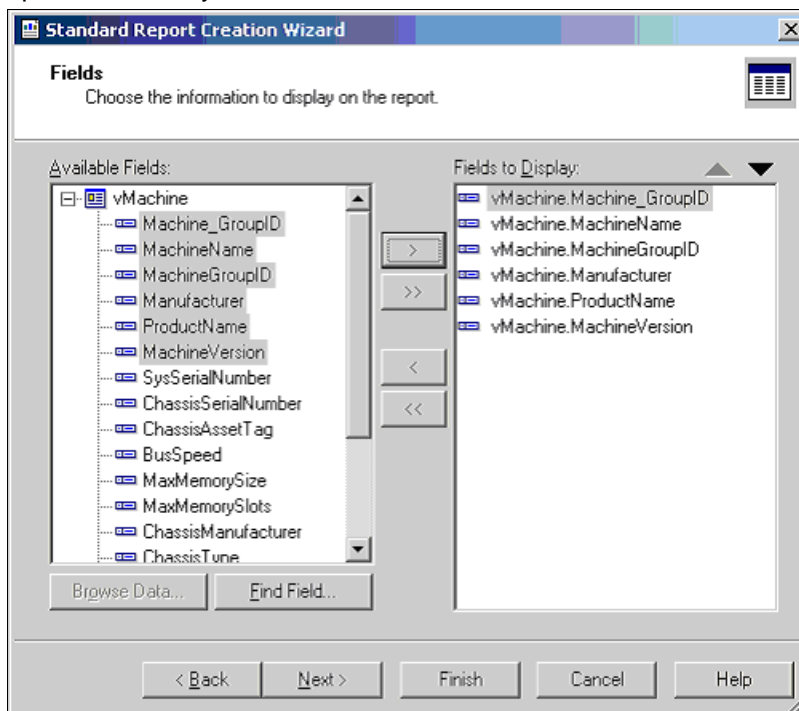 Standard Report Creation Wizard
Fields
Choose the information to display on the report.
Available Fields:
vMachine
Machine_GroupID
MachineName
MachineGroupID
Manufacturer
ProductName
MachineVersion
SysSerialNumber
ChassisSerialNumber
ChassisAssetTag
BusSpeed
MaxMemorySize
MaxMemorySlots
ChassisManufacturer
ChassisType
Browse Data...
Find Field...
>
>>
<
<<
Fields to Display:
vMachine.Machine_GroupID
vMachine.MachineName
vMachine.MachineGroupID
vMachine.Manufacturer
vMachine.ProductName
vMachine.MachineVersion
< Back
Next >
Finish
Cancel
Help